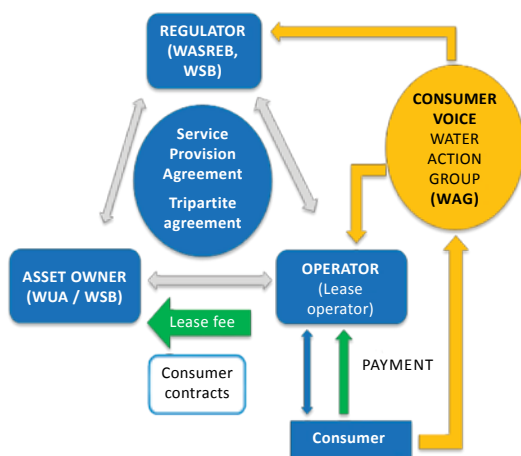 REGULATOR
(WASREB,
WSB)
CONSUMER
VOICE
WATER
ACTION
GROUP
(WAG)
Service
Provision
Agreement
Tripartite
agreement
ASSET OWNER
(WUA / WSB)
OPERATOR
(Lease
operator)
Lease fee
Consumer
contracts
PAYMENT
Consumer